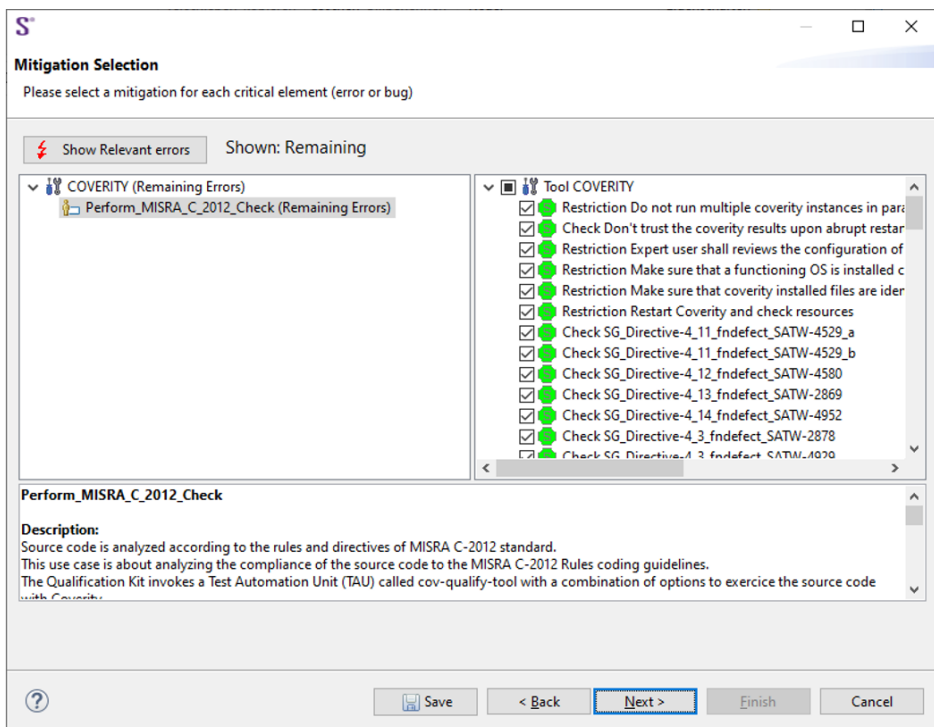 S
Mitigation Selection
Please select a mitigation for each critical element (error or bug)
Show Relevant errors
Shown: Remaining
COVERITY (Remaining Errors)
Perform_MISRA_C_2012_Check (Remaining Errors)
Tool COVERITY
Restriction Do not run multiple coverity instances in para
Check Don't trust the coverity results upon abrupt restar
Restriction Expert user shall reviews the configuration of
Restriction Make sure that a functioning OS is installed c
Restriction Make sure that coverity installed files are iden
Restriction Restart Coverity and check resources
Check SG_Directive-4_11_fndefect_SATW-4529_a
Check SG_Directive-4_11_fndefect_SATW-4529_b
Check SG_Directive-4_12_fndefect_SATW-4580
Check SG_Directive-4_13_fndefect_SATW-2869
Check SG_Directive-4_14_fndefect_SATW-4952
Check SG_Directive-4_3_fndefect_SATW-2878
Check SG_Directive-4_3_fndefect_SATW-4929
Perform_MISRA_C_2012_Check
Description:
Source code is analyzed according to the rules and directives of MISRA C-2012 standard.
This use case is about analyzing the compliance of the source code to the MISRA C-2012 Rules coding guidelines.
The Qualification Kit invokes a Test Automation Unit (TAU) called cov-qualify-tool with a combination of options to exercice the source code
with Coverity
?
Save
< Back
Next >
Finish
Cancel